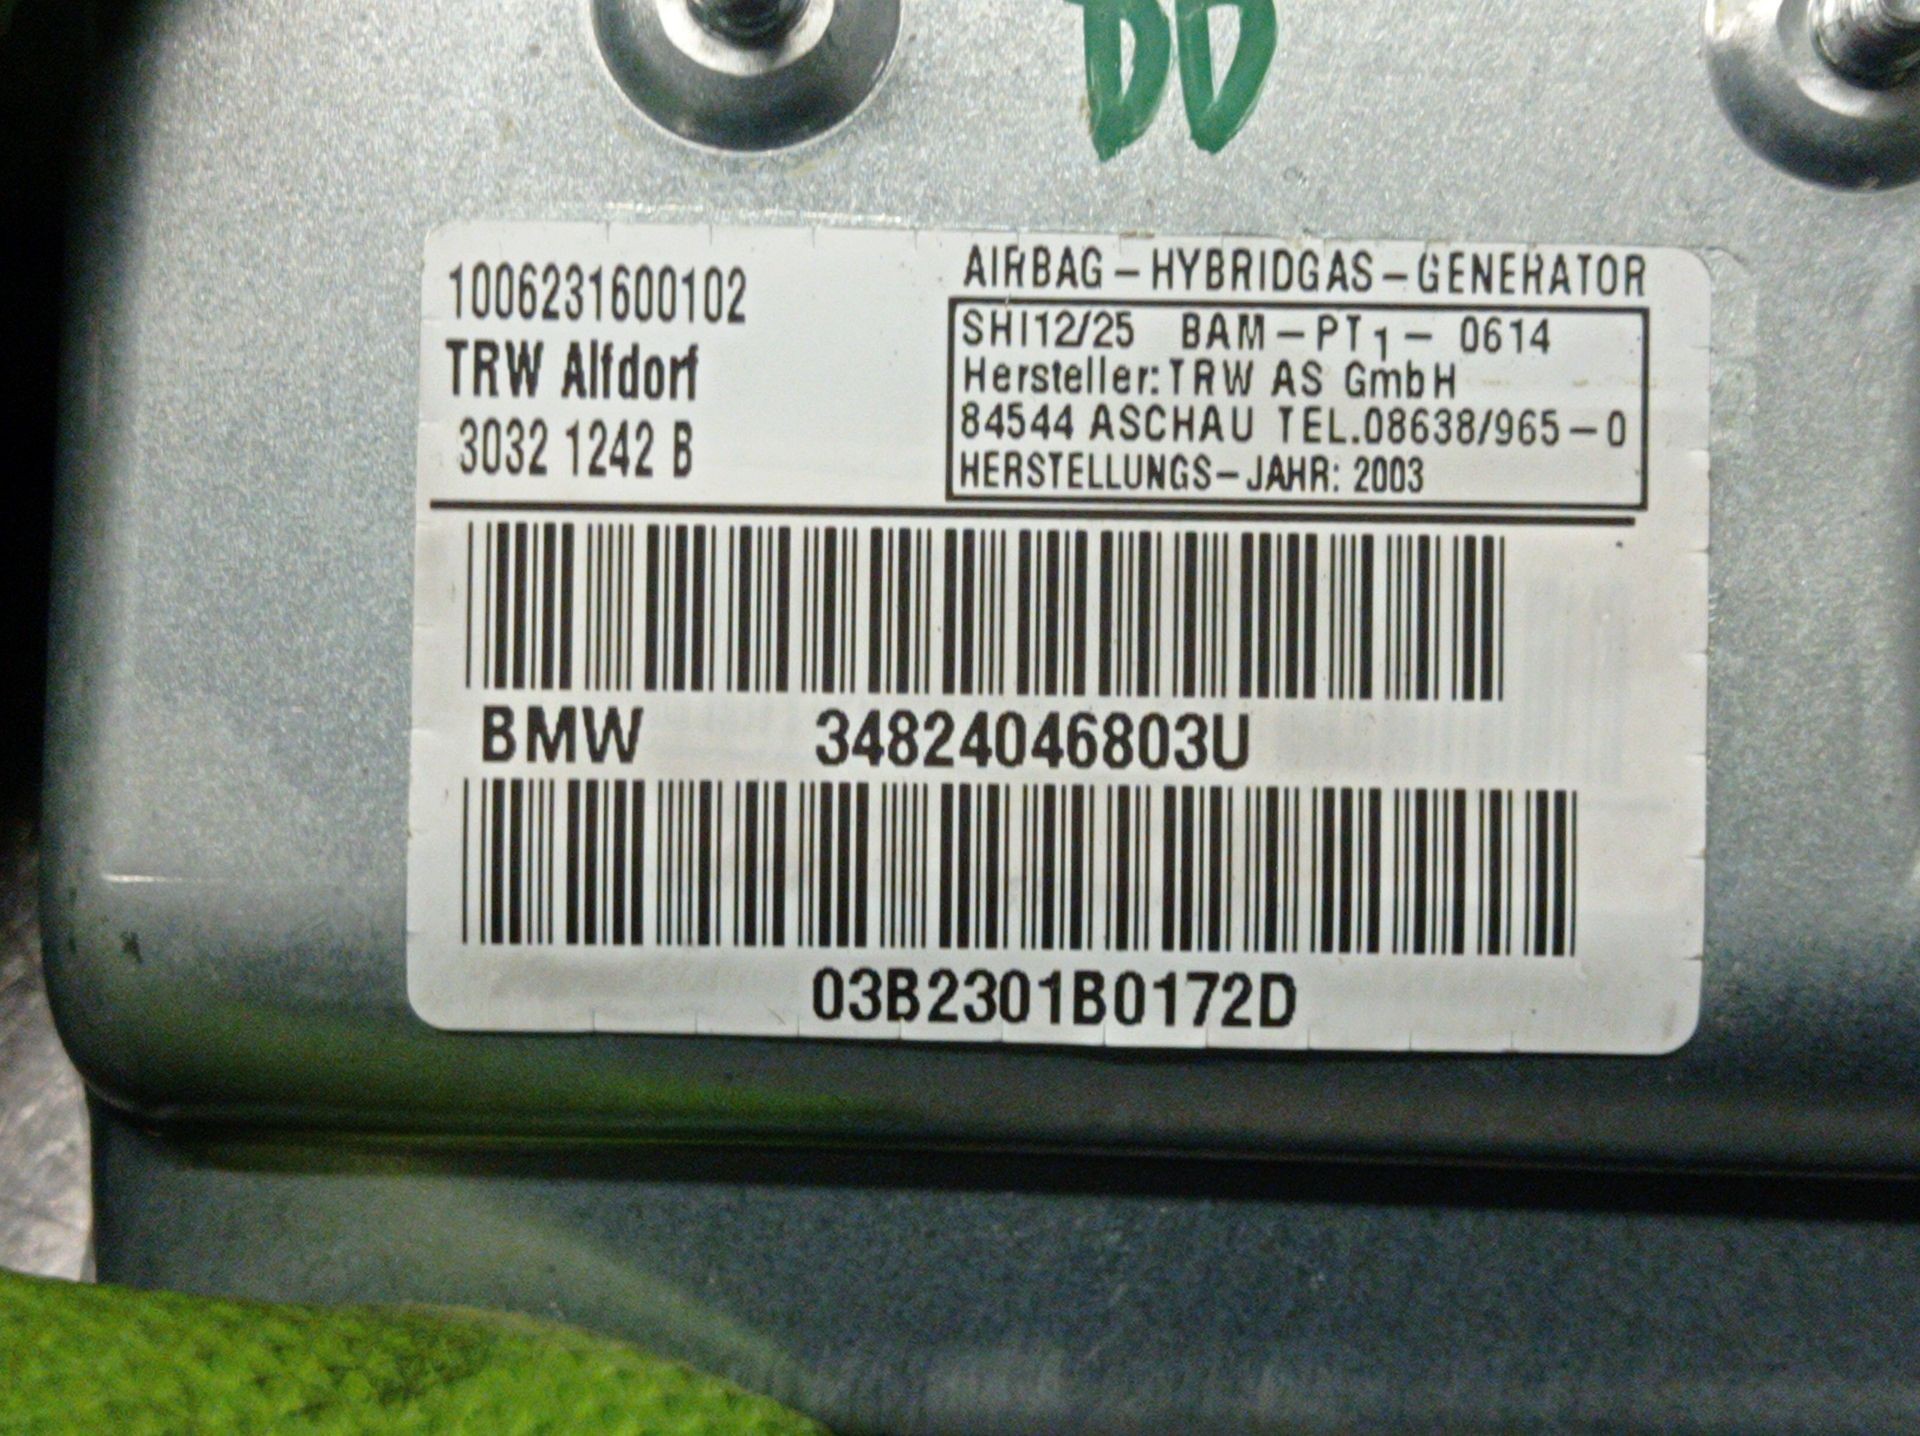 DD
1006231600102
TRW Alfdorf
3032 1242 B
AIRBAG-HYBRIDGAS-GENERATOR
SHI12/25 BAM-PT1-0614
Hersteller: TRW AS GmbH
84544 ASCHAU TEL.08638/965-0
HERSTELLUNGS-JAHR: 2003
BMW 34824046803U
03B2301B0172D